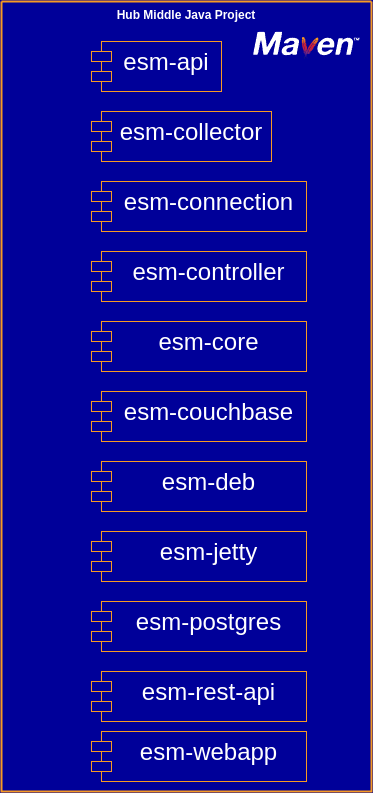 Hub Middle Java Project
Maven™
esm-api
esm-collector
esm-connection
esm-controller
esm-core
esm-couchbase
esm-deb
esm-jetty
esm-postgres
esm-rest-api
esm-webapp